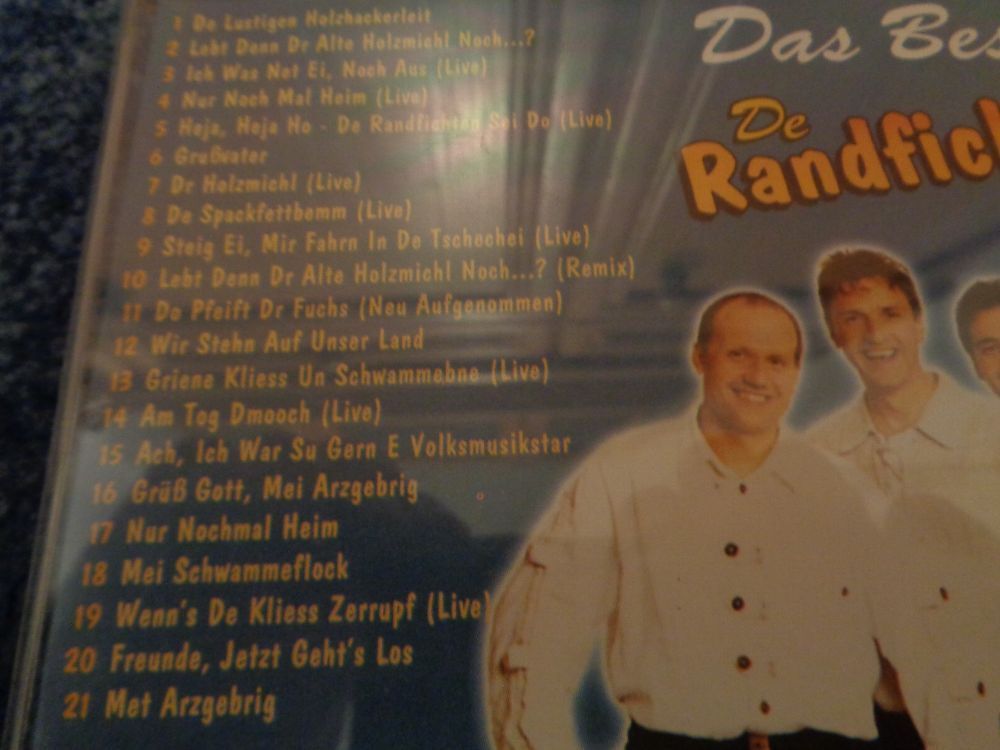 1 De Lustigen Holzhackerleit
2 Lebt Denn Dr Alte Holzmichl Noch...?
3 Ich Was Net Ei, Noch Aus (Live)
4 Nur Noch Mal Heim (Live)
5 Heja, Heja Ho - De Randfichten Sei Do (Live)
6 Grußvater
7 Dr Holzmichl (Live)
8 De Spackfettbemm (Live)
9 Steig Ei, Mir Fahrn In De Tschechei (Live)
10 Lebt Denn Dr Alte Holzmichl Noch...? (Remix)
11 Do Pfeift Dr Fuchs (Neu Aufgenommen)
12 Wir Stehn Auf Unser Land
13 Griene Kliess Un Schwammebne (Live)
14 Am Tog Dmooch (Live)
15 Ach, Ich War Su Gern E Volksmusikstar
16 Grüß Gott, Mei Arzgebrig
17 Nur Nochmal Heim
18 Mei Schwammeflock
19 Wenn's De Kliess Zerrupf (Live)
20 Freunde, Jetzt Geht's Los
21 Met Arzgebrig
Das Bes
De
Randfich